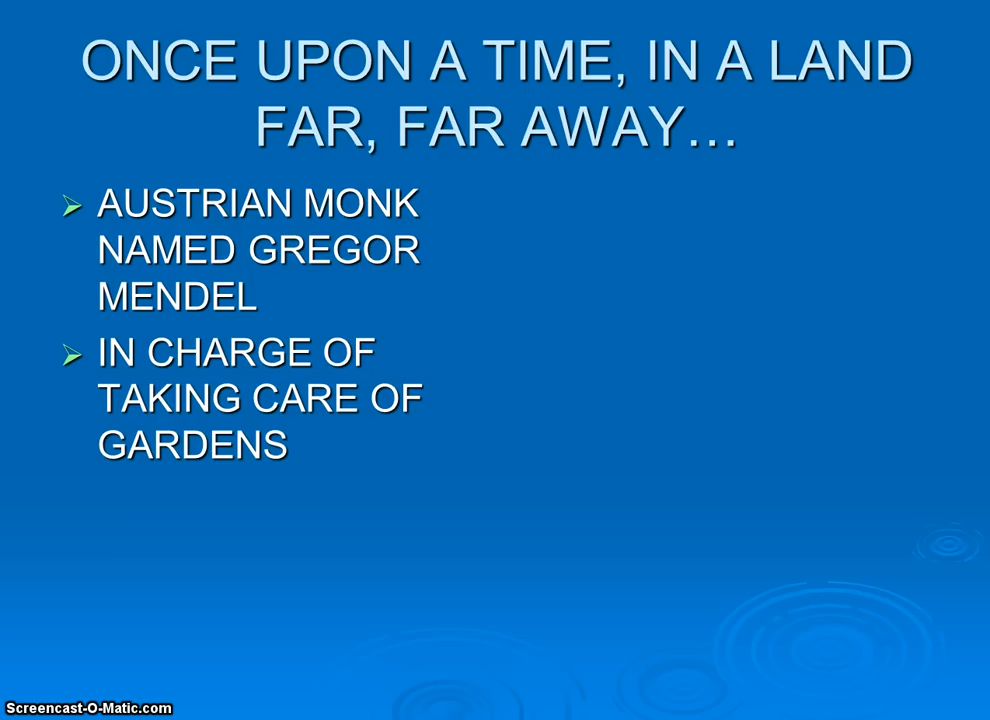 ONCE UPON A TIME, IN A LAND
FAR, FAR AWAY…
AUSTRIAN MONK
NAMED GREGOR
MENDEL
IN CHARGE OF
TAKING CARE OF
GARDENS
Screencast-O-Matic.com